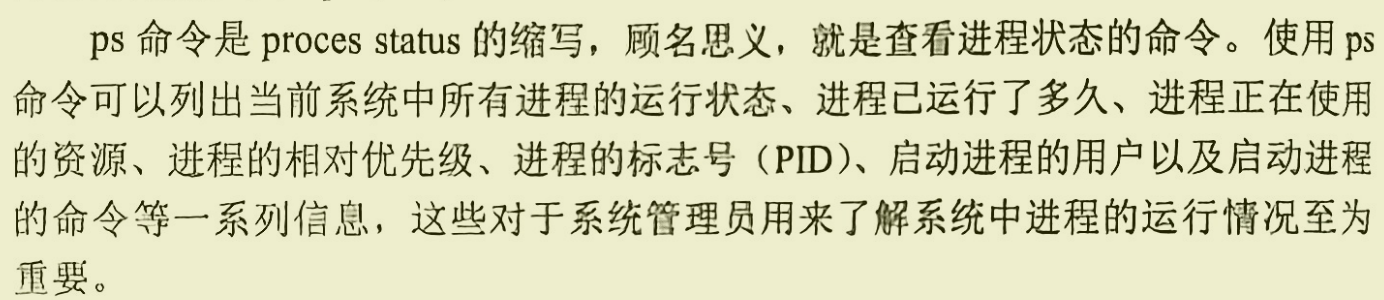 ps 命令是 proces status 的缩写，顾名思义，就是查看进程状态的命令。使用 ps
命令可以列出当前系统中所有进程的运行状态、进程已运行了多久、进程正在使用
的资源、进程的相对优先级、进程的标志号（PID）、启动进程的用户以及启动进程
的命令等一系列信息，这些对于系统管理员用来了解系统中进程的运行情况至为
重要。